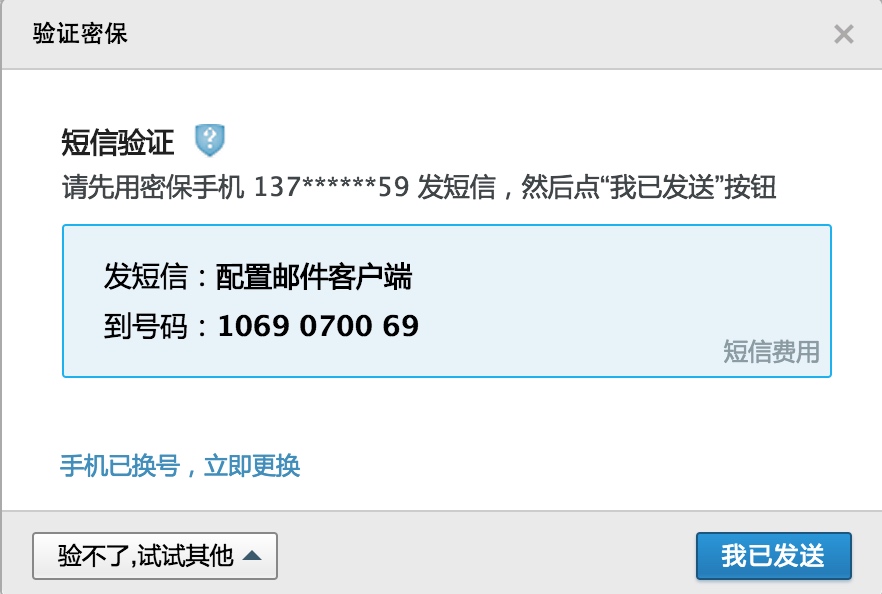 验证密保
短信验证
请先用密保手机 137******59 发短信，然后点“我已发送”按钮
发短信：配置邮件客户端
到号码：1069 0700 69
短信费用
手机已换号，立即更换
验不了,试试其他
我已发送